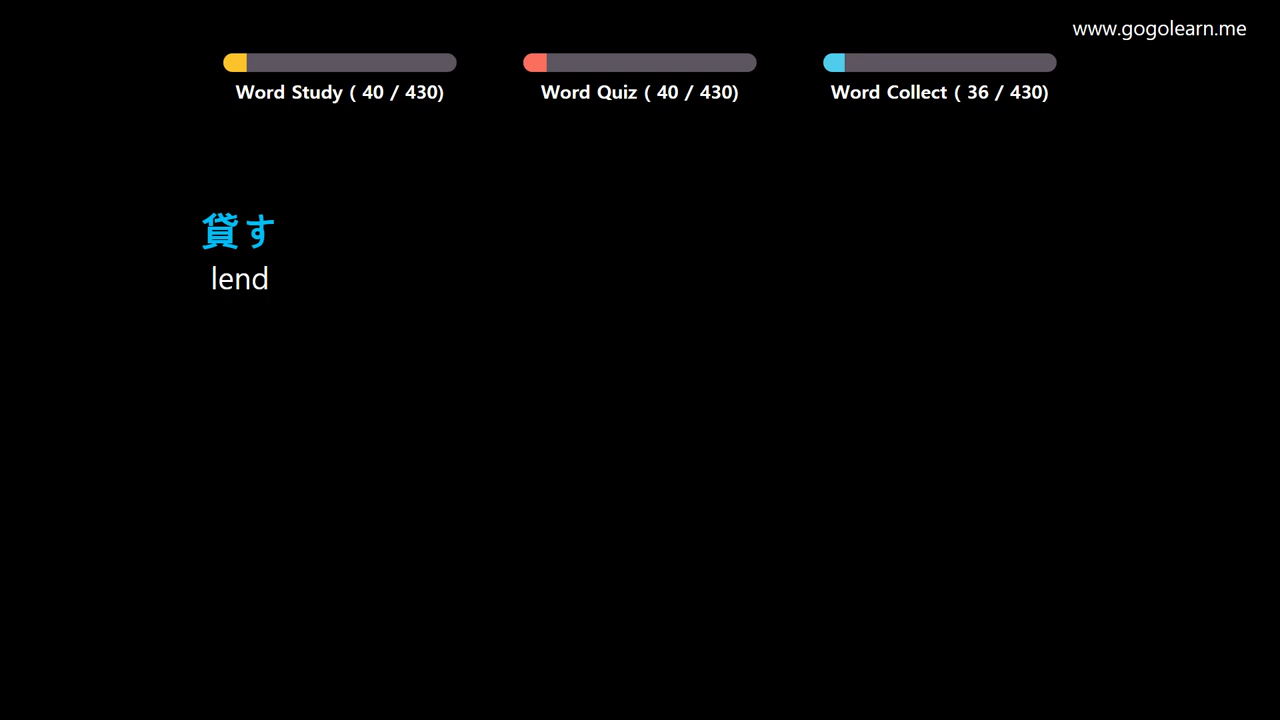 www.gogolearn.me
Word Study ( 40 / 430)
Word Quiz ( 40 / 430)
Word Collect ( 36 / 430)
貸す
lend